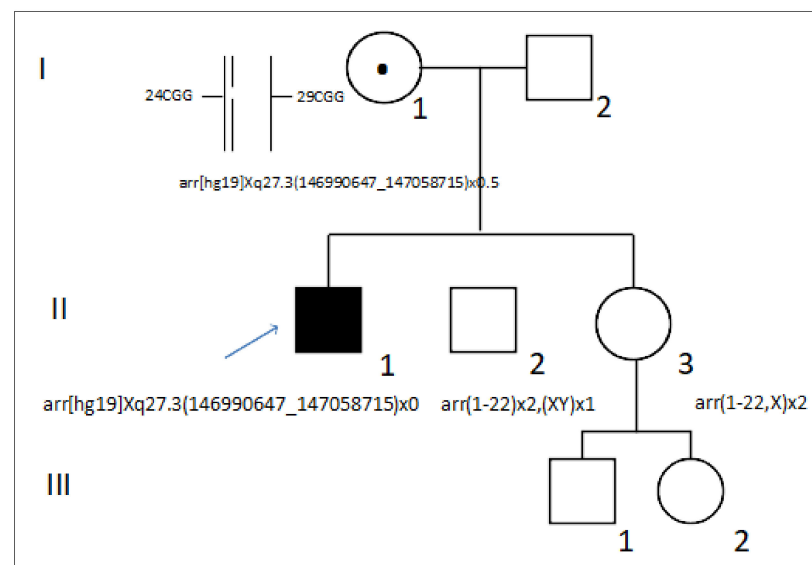 I
24CGG 29CGG
1 2
arr[hg19]Xq27.3(146990647_147058715)x0.5
II
1 2 3
arr[hg19]Xq27.3(146990647_147058715)x0 arr(1-22)x2,(XY)x1 arr(1-22,X)x2
III
1 2